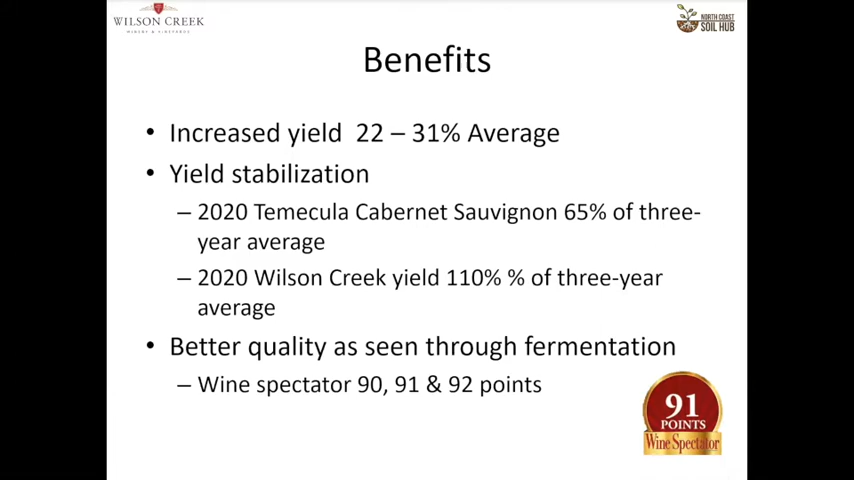 WILSON CREEK
WINERY & VINEYARDS
NORTH COAST
SOIL HUB
Benefits
• Increased yield 22 – 31% Average
• Yield stabilization
– 2020 Temecula Cabernet Sauvignon 65% of three-
year average
– 2020 Wilson Creek yield 110% % of three-year
average
• Better quality as seen through fermentation
– Wine spectator 90, 91 & 92 points
91
POINTS
Wine Spectator